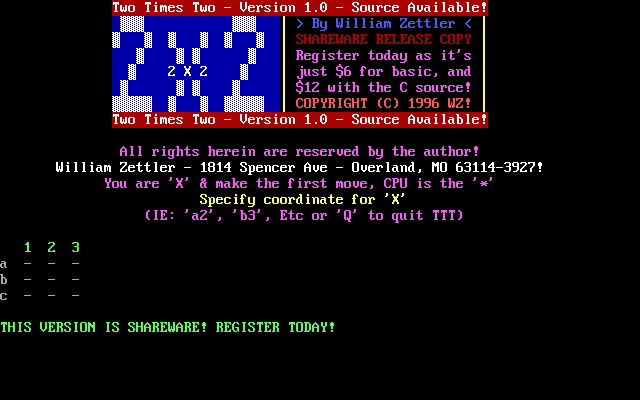 Two Times Two - Version 1.0 - Source Available!
> By William Zettler <
SHAREWARE RELEASE COPY
Register today as it's
2 X 2
just $6 for basic, and
$12 with the C source!
COPYRIGHT (C) 1996 WZ!
Two Times Two - Version 1.0 - Source Available!
All rights herein are reserved by the author!
William Zettler - 1814 Spencer Ave - Overland, MO 63114-3927!
You are 'X' & make the first move, CPU is the '*'
Specify coordinate for 'X'
(IE: 'a2', 'b3', Etc or 'Q' to quit TTT)
1 2 3
a - - -
b - - -
c - - -
THIS VERSION IS SHAREWARE! REGISTER TODAY!